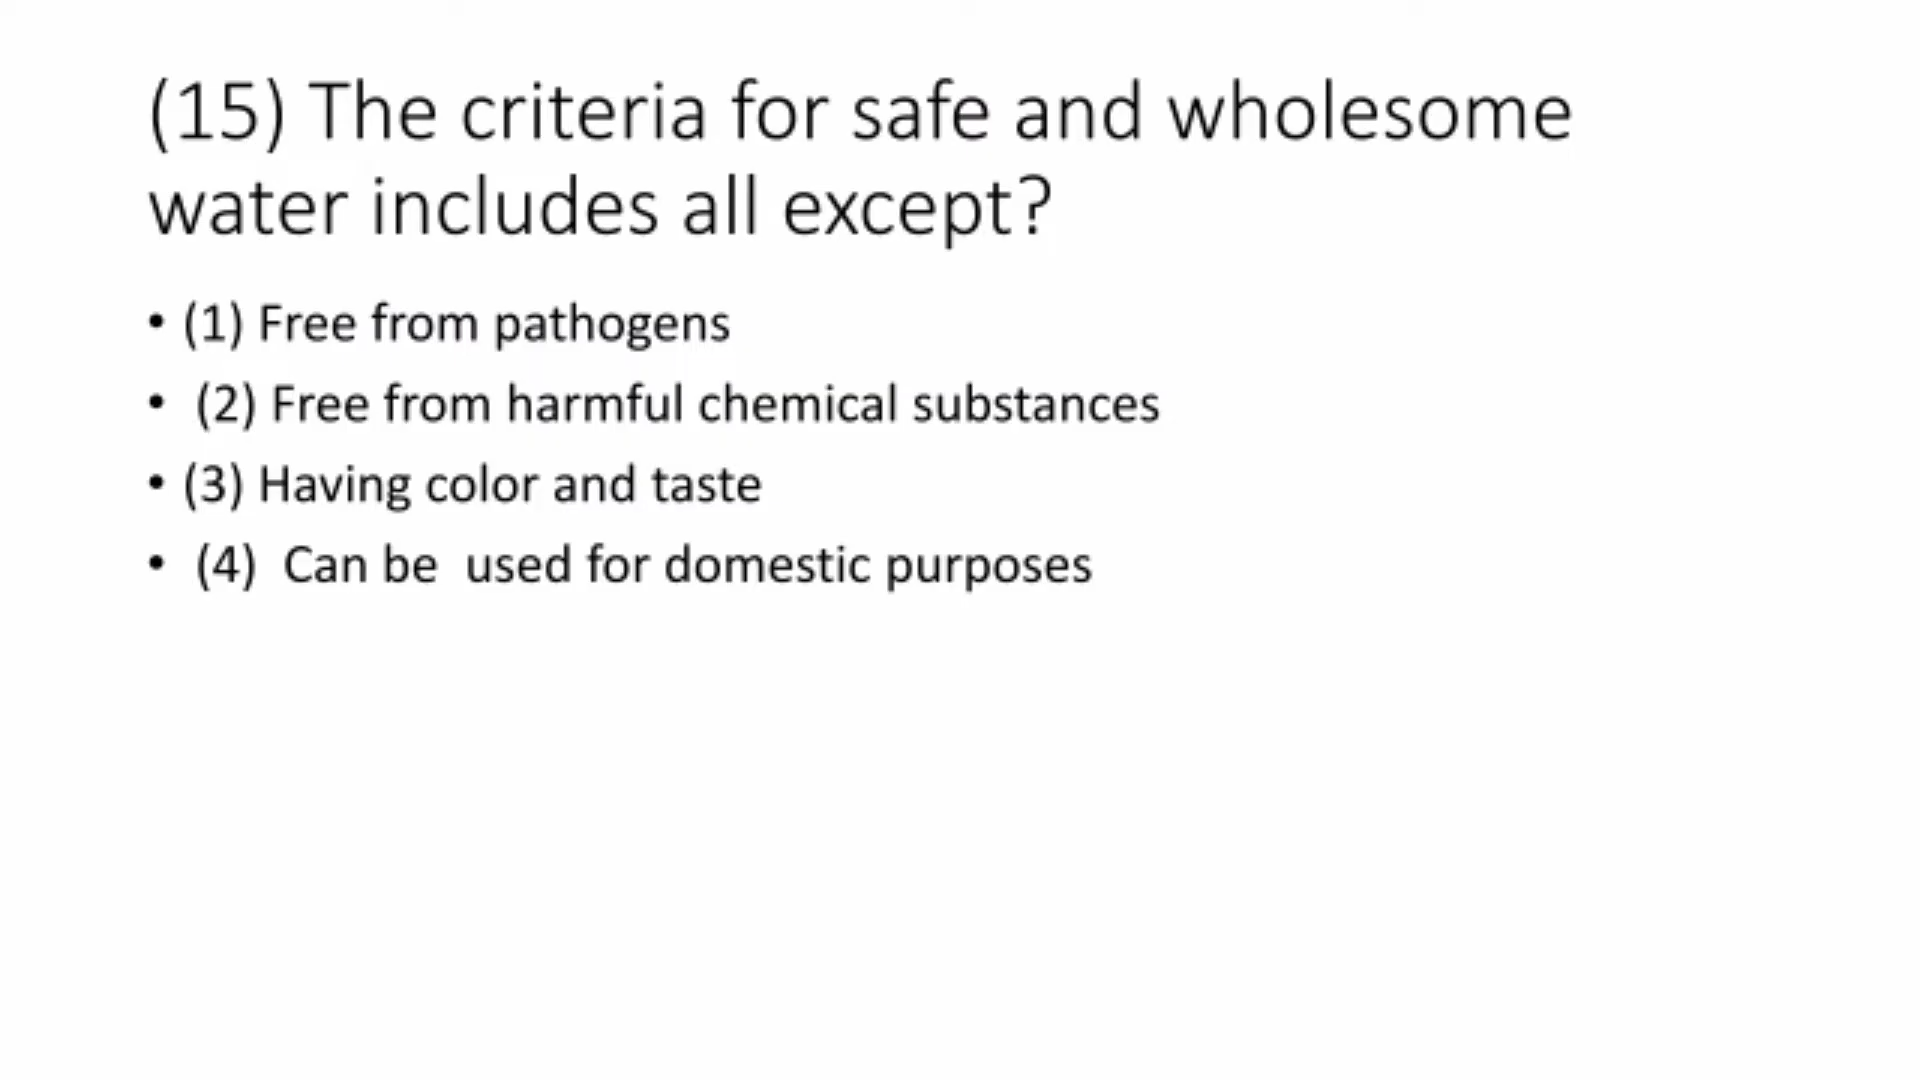 (15) The criteria for safe and wholesome
water includes all except?
• (1) Free from pathogens
• (2) Free from harmful chemical substances
• (3) Having color and taste
• (4) Can be used for domestic purposes